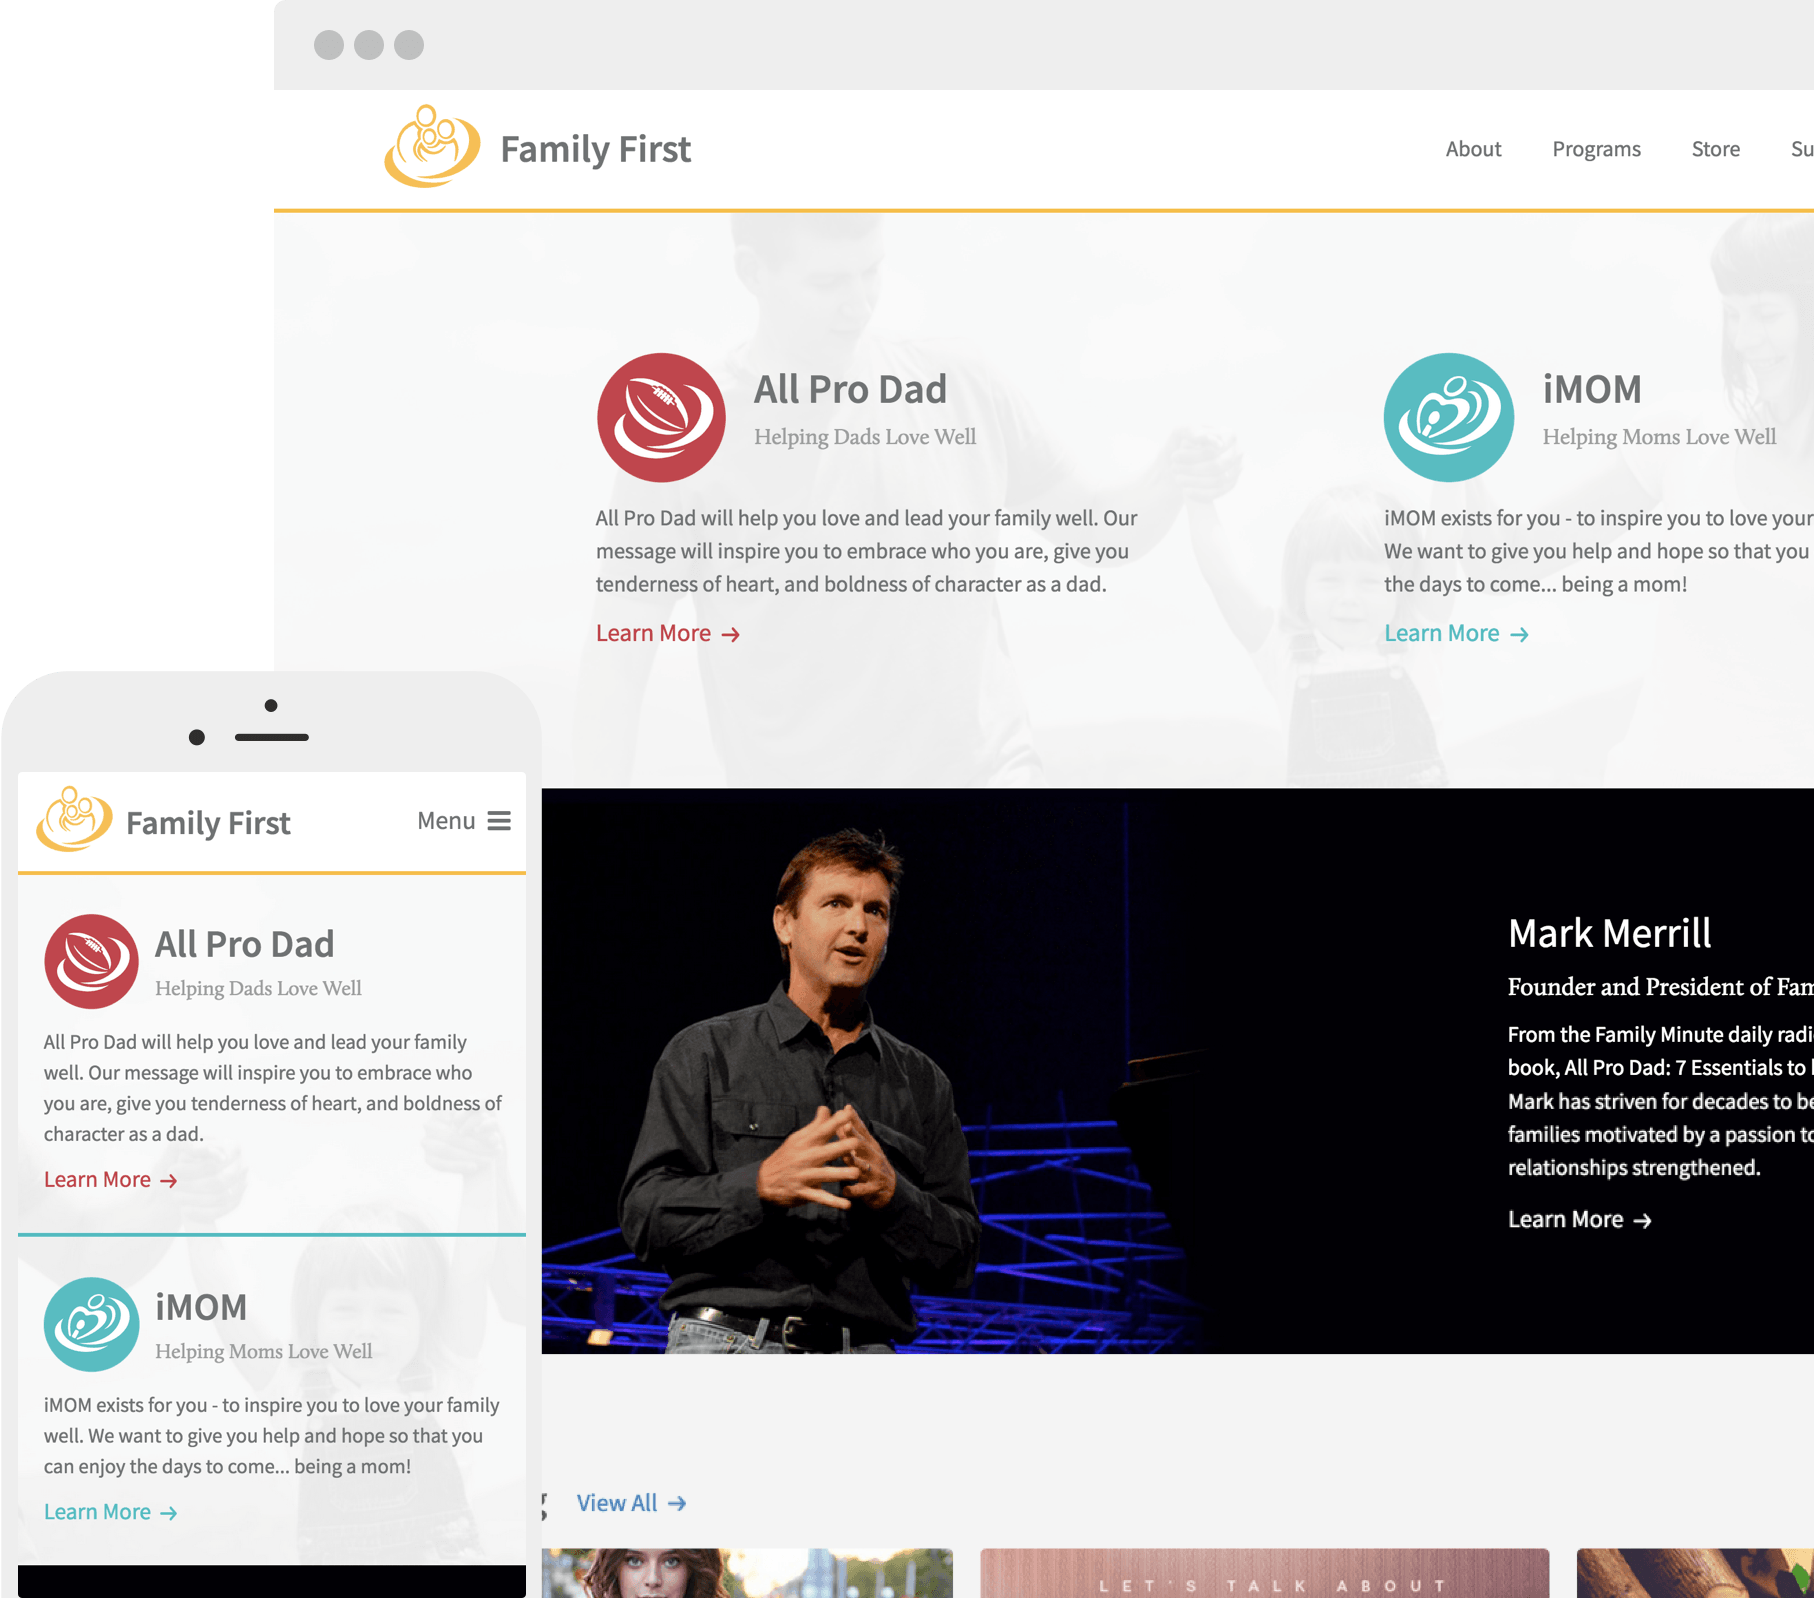 Family First
About Programs Store Su
All Pro Dad
Helping Dads Love Well
All Pro Dad will help you love and lead your family well. Our
message will inspire you to embrace who you are, give you
tenderness of heart, and boldness of character as a dad.
Learn More →
iMOM
Helping Moms Love Well
iMOM exists for you - to inspire you to love your
We want to give you help and hope so that you
the days to come... being a mom!
Learn More →
Mark Merrill
Founder and President of Fam
From the Family Minute daily radi
book, All Pro Dad: 7 Essentials to
Mark has striven for decades to be
families motivated by a passion to
relationships strengthened.
Learn More →
g View All →
LET'S TALK ABOUT
Family First Menu
All Pro Dad
Helping Dads Love Well
All Pro Dad will help you love and lead your family
well. Our message will inspire you to embrace who
you are, give you tenderness of heart, and boldness of
character as a dad.
Learn More →
iMOM
Helping Moms Love Well
iMOM exists for you - to inspire you to love your family
well. We want to give you help and hope so that you
can enjoy the days to come... being a mom!
Learn More →